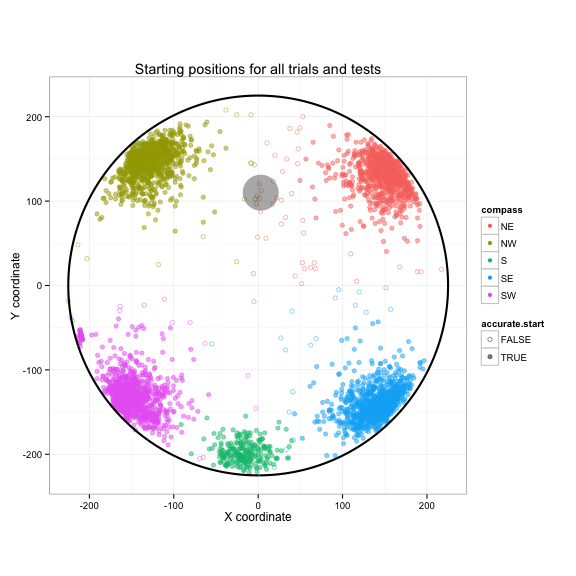 Starting positions for all trials and tests
200
100
0
-100
-200
Y coordinate
-200
-100
0
100
200
X coordinate
compass
NE
NW
S
SE
SW
accurate.start
FALSE
TRUE